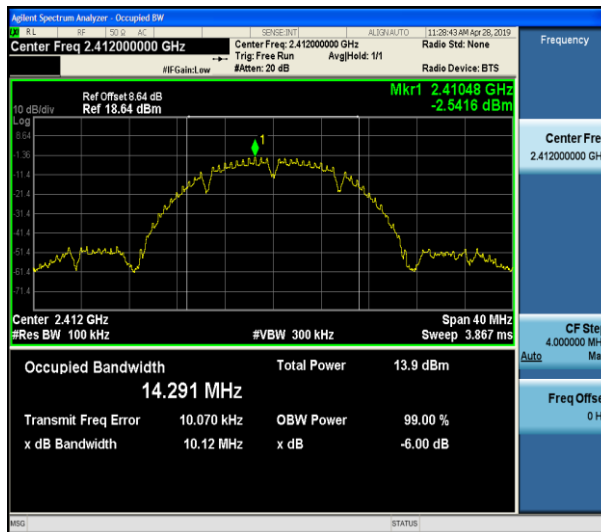 Agilent Spectrum Analyzer - Occupied BW
RL RF 50 Ω AC SENSE:INT ALIGNAUTO 11:28:43 AM Apr 28, 2019
Center Freq 2.412000000 GHz
Center Freq: 2.412000000 GHz
Radio Std: None
Trig: Free Run Avg|Hold: 1/1
#IFGain:Low
#Atten: 20 dB
Radio Device: BTS
Frequency
Mkr1 2.41048 GHz
-2.5416 dBm
Ref Offset 8.64 dB
10 dB/div Ref 18.64 dBm
Log
8.64
-1.36
-11.4
-21.4
-31.4
-41.4
-51.4
-61.4
-71.4
1
Center 2.412 GHz Span 40 MHz
#Res BW 100 kHz #VBW 300 kHz Sweep 3.867 ms
Occupied Bandwidth
14.291 MHz
Total Power 13.9 dBm
Transmit Freq Error 10.070 kHz OBW Power 99.00 %
x dB Bandwidth 10.12 MHz x dB -6.00 dB
Center Fre
2.412000000 GH
CF Ste
4.000000 MH
Auto Ma
Freq Offse
0 H
MSG STATUS